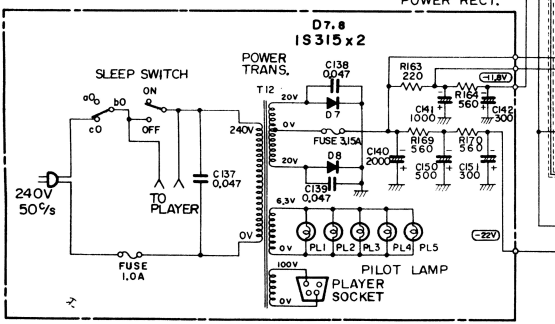 POWER RECT.
D7.8
1S315x2
POWER
TRANS.
C138
0.047
SLEEP SWITCH
T12
20V
D7
R163
220
-11.8V
ON
a
b
c
OFF
240V
0V
FUSE 3.15A
C141
1000
R164
560
C142
300
R169
560
R170
560
D8
20V
C140
2000
C150
500
C151
300
C137
0.047
C139
0.047
240V
50c/s
TO
PLAYER
6.3V
0V
PL1 PL2 PL3 PL4 PL5
-22V
0V
FUSE
1.0A
100V
PILOT LAMP
PLAYER
SOCKET
0V